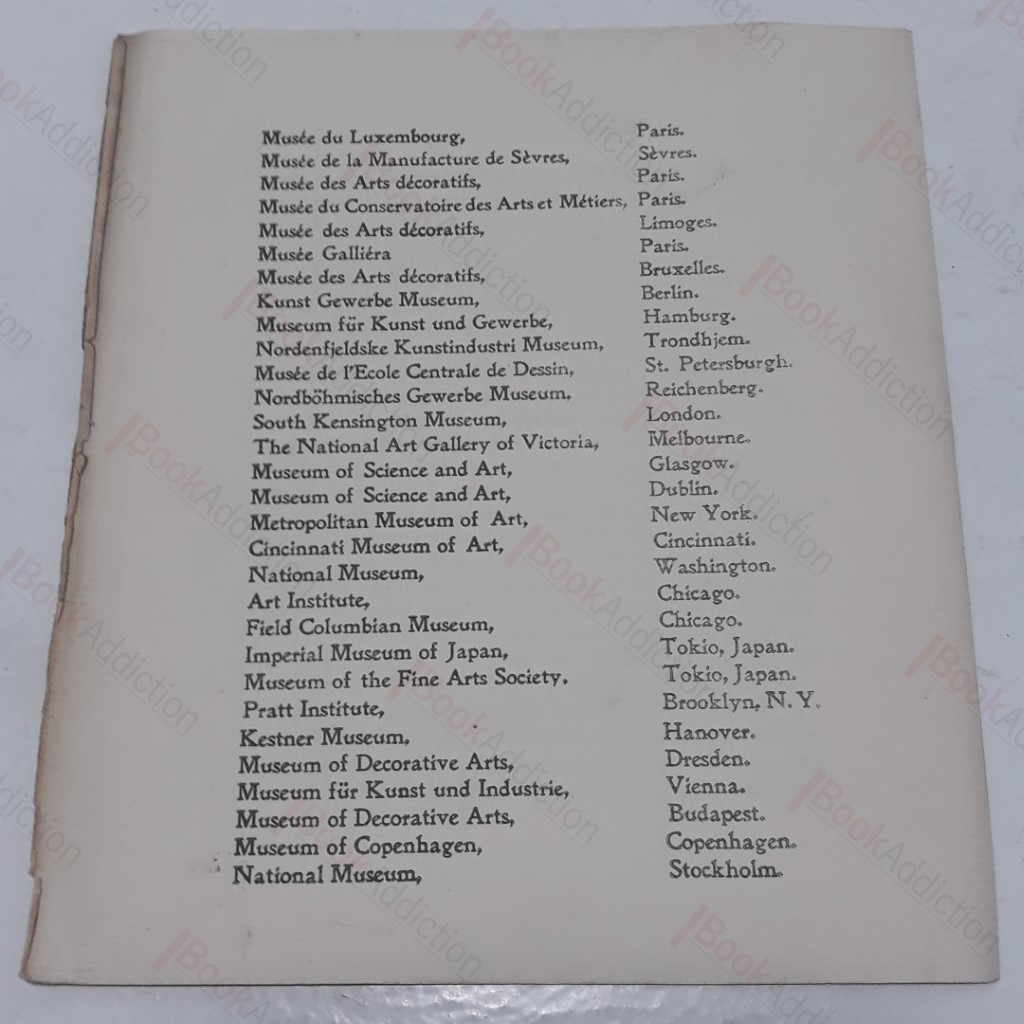 Musée du Luxembourg, Paris.
Musée de la Manufacture de Sèvres, Sèvres.
Musée des Arts décoratifs, Paris.
Musée du Conservatoire des Arts et Métiers, Paris.
Musée des Arts décoratifs, Limoges.
Musée Galliéra Paris.
Musée des Arts décoratifs, Bruxelles.
Kunst Gewerbe Museum, Berlin.
Museum für Kunst und Gewerbe, Hamburg.
Nordenfjeldske Kunstindustri Museum, Trondhjem.
Musée de l'Ecole Centrale de Dessin, St. Petersburgh.
Nordböhmisches Gewerbe Museum, Reichenberg.
South Kensington Museum, London.
The National Art Gallery of Victoria, Melbourne.
Museum of Science and Art, Glasgow.
Museum of Science and Art, Dublin.
Metropolitan Museum of Art, New York.
Cincinnati Museum of Art, Cincinnati.
National Museum, Washington.
Art Institute, Chicago.
Field Columbian Museum, Chicago.
Imperial Museum of Japan, Tokio, Japan.
Museum of the Fine Arts Society. Tokio, Japan.
Pratt Institute, Brooklyn, N. Y.
Kestner Museum, Hanover.
Museum of Decorative Arts, Dresden.
Museum für Kunst und Industrie, Vienna.
Museum of Decorative Arts, Budapest.
Museum of Copenhagen, Copenhagen.
National Museum, Stockholm.
BookAddiction